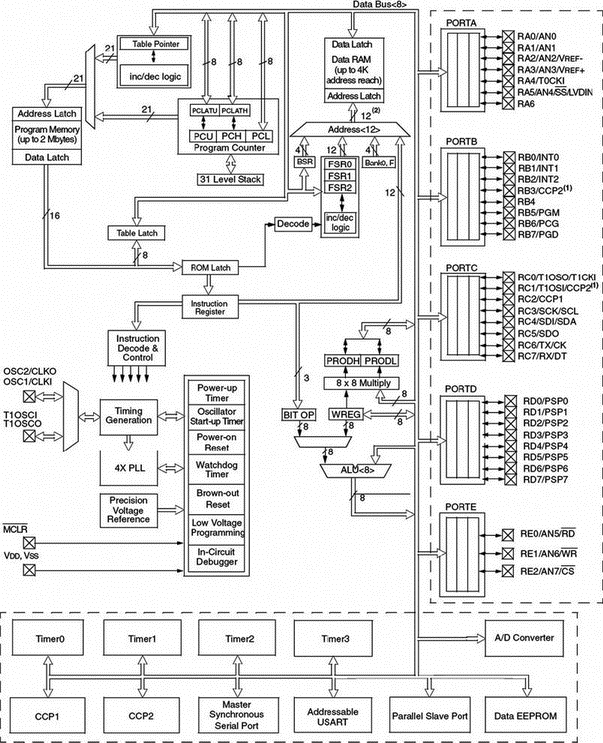 Data Bus<8>
21
Table Pointer
inc/dec logic
21
8
8
8
Data Latch
Data RAM
(up to 4K
address reach)
Address Latch
21
PCLATU
PCLATH
PCU
PCH
PCL
Program Counter
31 Level Stack
Address Latch
Program Memory
(up to 2 Mbytes)
Data Latch
12(2)
Address<12>
4
12
4
BSR
FSR0
FSR1
FSR2
Bank0, F
inc/dec
logic
12
16
Decode
Table Latch
8
ROM Latch
Instruction
Register
Instruction
Decode &
Control
8
PRODH
PRODL
8 x 8 Multiply
3
BIT OP
WREG
8
8
8
8
ALU<8>
8
OSC2/CLKO
OSC1/CLKI
T1OSCI
T1OSCO
Timing
Generation
4X PLL
Precision
Voltage
Reference
MCLR
VDD, VSS
Power-up
Timer
Oscillator
Start-up Timer
Power-on
Reset
Watchdog
Timer
Brown-out
Reset
Low Voltage
Programming
In-Circuit
Debugger
PORTA
RA0/AN0
RA1/AN1
RA2/AN2/VREF-
RA3/AN3/VREF+
RA4/T0CKI
RA5/AN4/SS/LVDIN
RA6
PORTB
RB0/INT0
RB1/INT1
RB2/INT2
RB3/CCP2(1)
RB4
RB5/PGM
RB6/PCG
RB7/PGD
PORTC
RC0/T1OSO/T1CKI
RC1/T1OSI/CCP2(1)
RC2/CCP1
RC3/SCK/SCL
RC4/SDI/SDA
RC5/SDO
RC6/TX/CK
RC7/RX/DT
PORTD
RD0/PSP0
RD1/PSP1
RD2/PSP2
RD3/PSP3
RD4/PSP4
RD5/PSP5
RD6/PSP6
RD7/PSP7
PORTE
RE0/AN5/RD
RE1/AN6/WR
RE2/AN7/CS
Timer0
Timer1
Timer2
Timer3
A/D Converter
CCP1
CCP2
Master
Synchronous
Serial Port
Addressable
USART
Parallel Slave Port
Data EEPROM